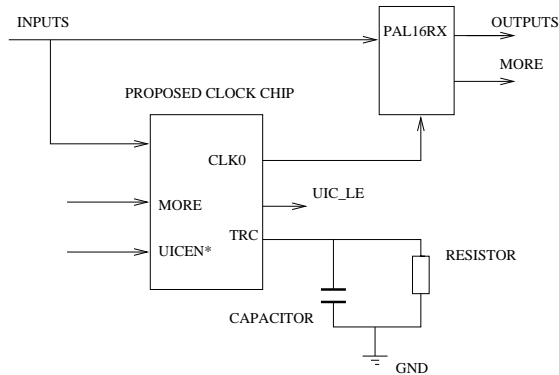 INPUTS
PAL16RX
OUTPUTS
MORE
PROPOSED CLOCK CHIP
CLK0
UIC_LE
MORE
TRC
UICEN*
RESISTOR
CAPACITOR
GND